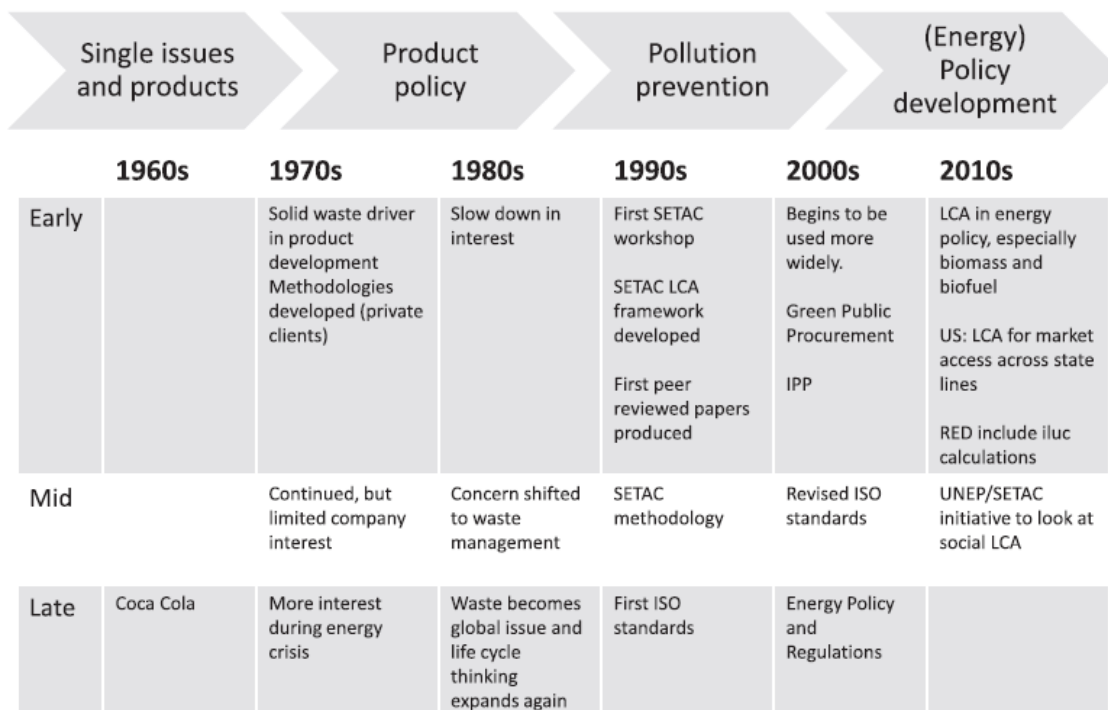 Single issues
and products
Product
policy
Pollution
prevention
(Energy)
Policy
development
1960s
1970s
1980s
1990s
2000s
2010s
Early
Solid waste driver
in product
development
Methodologies
developed (private
clients)
Slow down in
interest
First SETAC
workshop
SETAC LCA
framework
developed
First peer
reviewed papers
produced
Begins to be
used more
widely.
Green Public
Procurement
IPP
LCA in energy
policy, especially
biomass and
biofuel
US: LCA for market
access across state
lines
RED include iluc
calculations
Mid
Continued, but
limited company
interest
Concern shifted
to waste
management
SETAC
methodology
Revised ISO
standards
UNEP/SETAC
initiative to look at
social LCA
Late
Coca Cola
More interest
during energy
crisis
Waste becomes
global issue and
life cycle
thinking
expands again
First ISO
standards
Energy Policy
and
Regulations